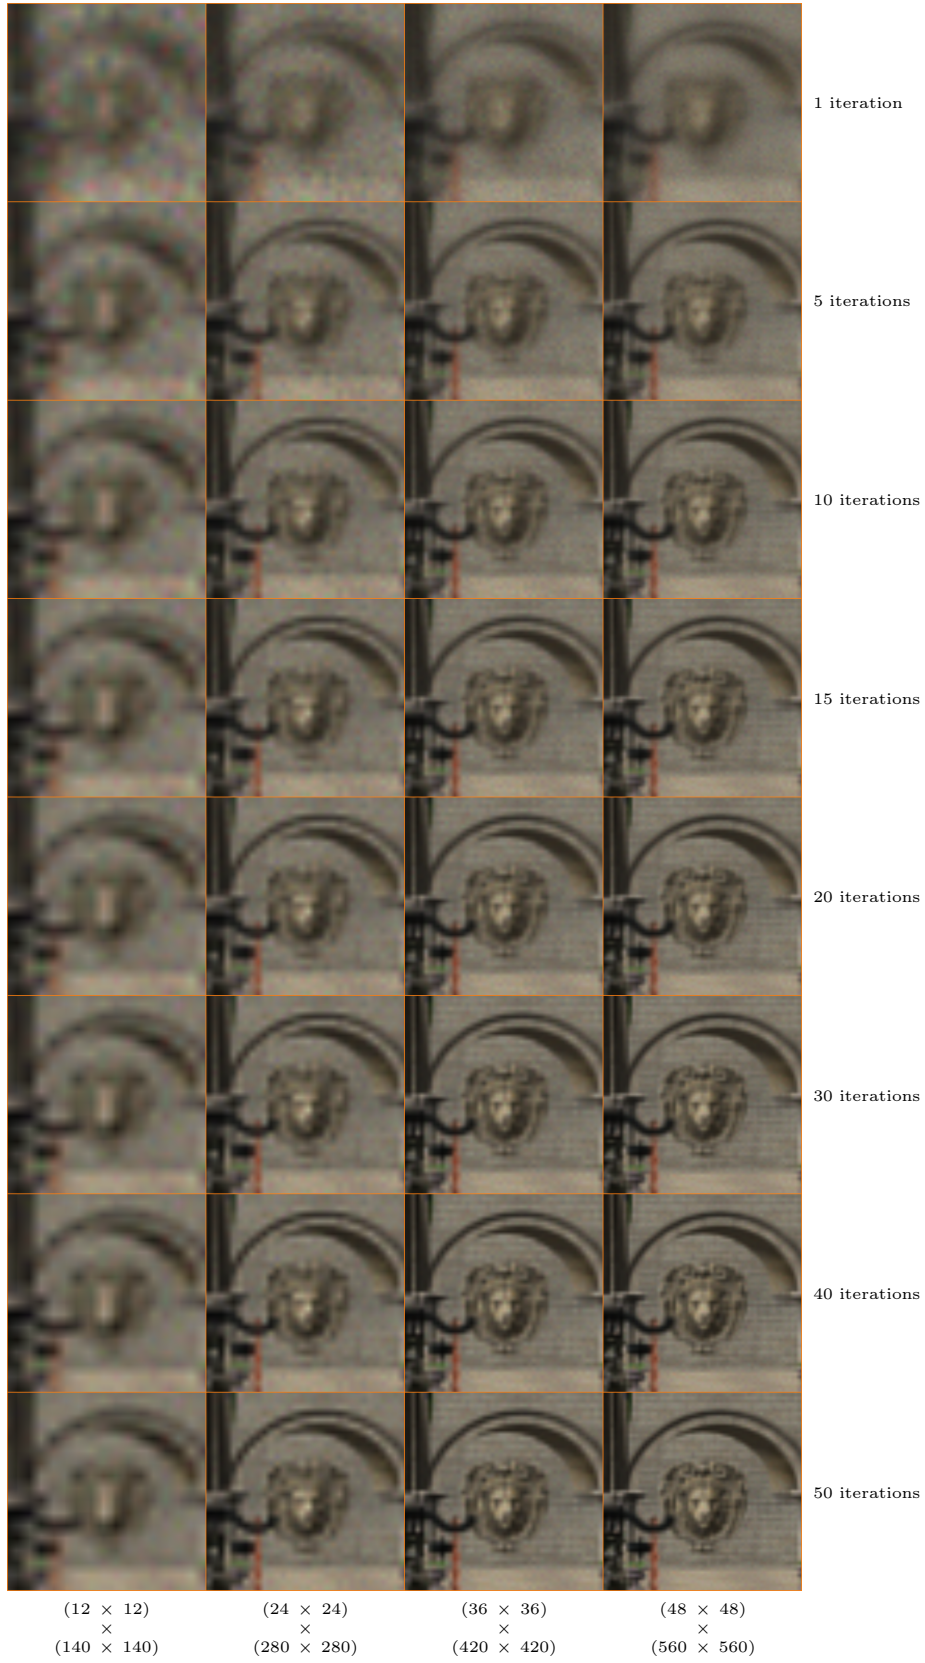 1 iteration
5 iterations
10 iterations
15 iterations
20 iterations
30 iterations
40 iterations
50 iterations
(12 × 12) (24 × 24) (36 × 36) (48 × 48)
× × × ×
(140 × 140) (280 × 280) (420 × 420) (560 × 560)